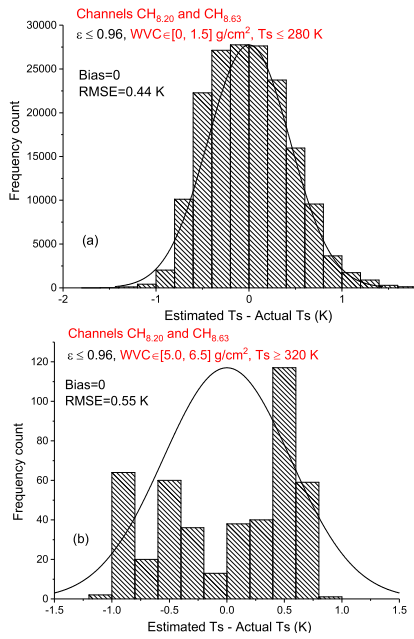 Channels CH8.20 and CH8.63
ε ≤ 0.96, WVC∈[0, 1.5] g/cm², Ts ≤ 280 K
30000
Bias=0
RMSE=0.44 K
25000
20000
15000
10000
5000
0
Frequency count
(a)
-2 -1 0 1
Estimated Ts - Actual Ts (K)
Channels CH8.20 and CH8.63
ε ≤ 0.96, WVC∈[5.0, 6.5] g/cm², Ts ≥ 320 K
120
Bias=0
RMSE=0.55 K
100
80
60
40
20
0
Frequency count
(b)
-1.5 -1.0 -0.5 0.0 0.5 1.0 1.5
Estimated Ts - Actual Ts (K)